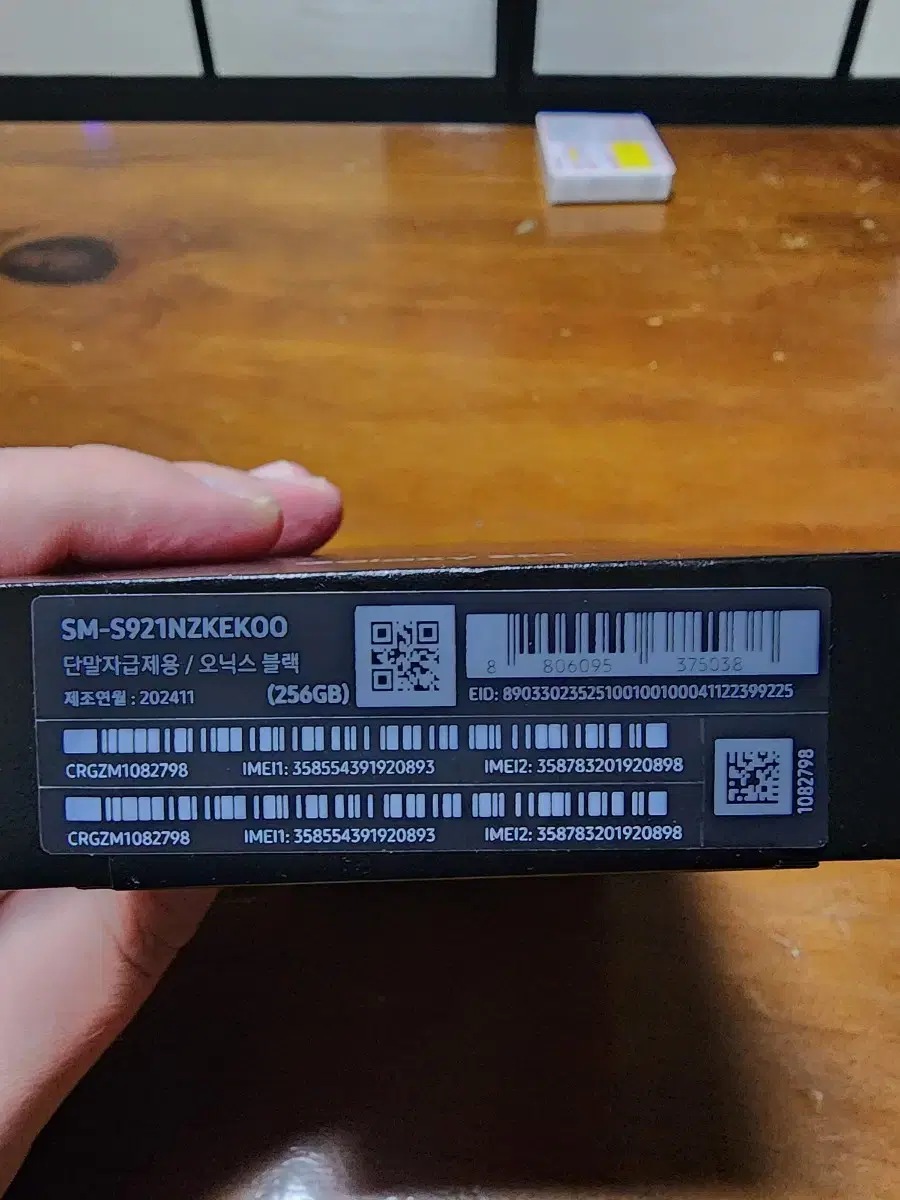 SM-S921NZKEKOO
단말자급제용 / 오닉스 블랙
제조연월 : 202411 (256GB)
8 806095 375038
EID: 89033023525100100100041122399225
CRGZM1082798 IMEI1: 358554391920893 IMEI2: 358783201920898
CRGZM1082798 IMEI1: 358554391920893 IMEI2: 358783201920898
1082798